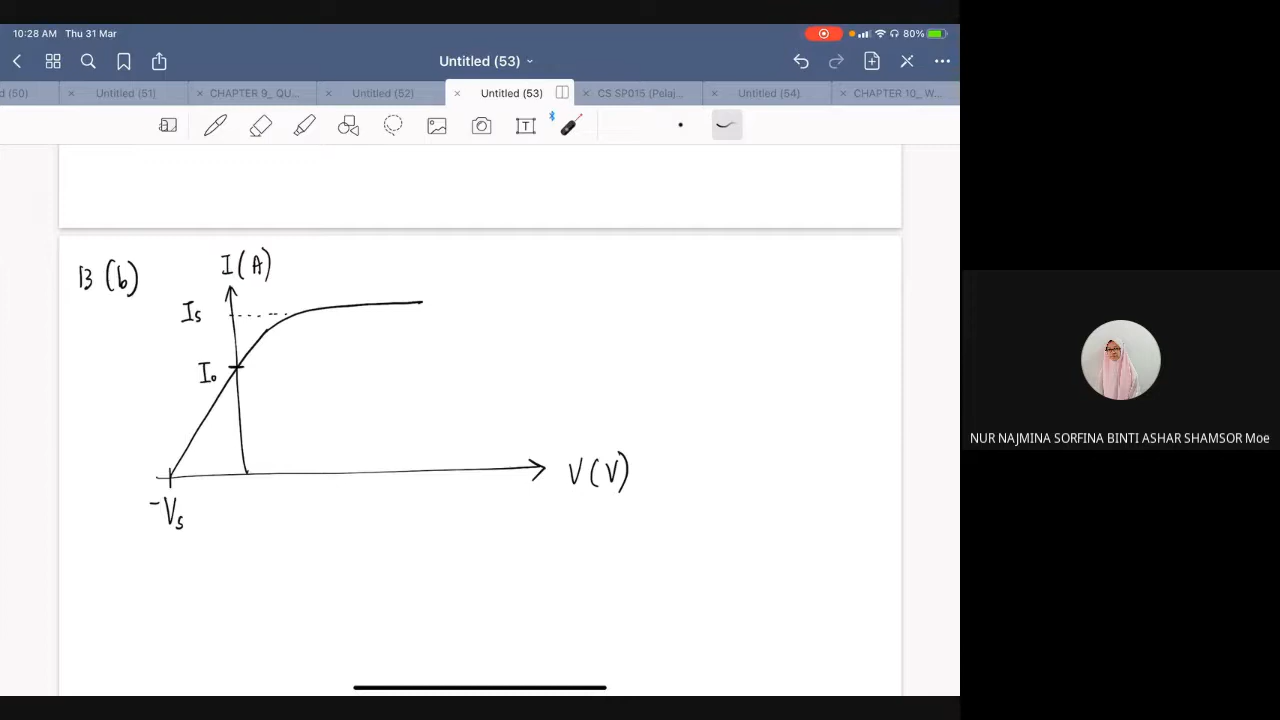 10:28 AM Thu 31 Mar
80%
Untitled (53)
d (50)
Untitled (51)
CHAPTER 9_ QU...
Untitled (52)
Untitled (53)
CS SP015 (Pelaj...
Untitled (54)
CHAPTER 10_ W...
T
13 (b)
I (A)
Is
Io
V (V)
-Vs
NUR NAJMINA SORFINA BINTI ASHAR SHAMSOR Moe